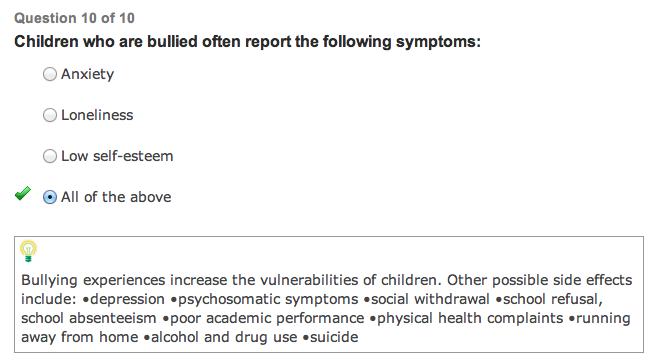 Question 10 of 10
Children who are bullied often report the following symptoms:
Anxiety
Loneliness
Low self-esteem
All of the above
Bullying experiences increase the vulnerabilities of children. Other possible side effects
include: •depression •psychosomatic symptoms •social withdrawal •school refusal,
school absenteeism •poor academic performance •physical health complaints •running
away from home •alcohol and drug use •suicide